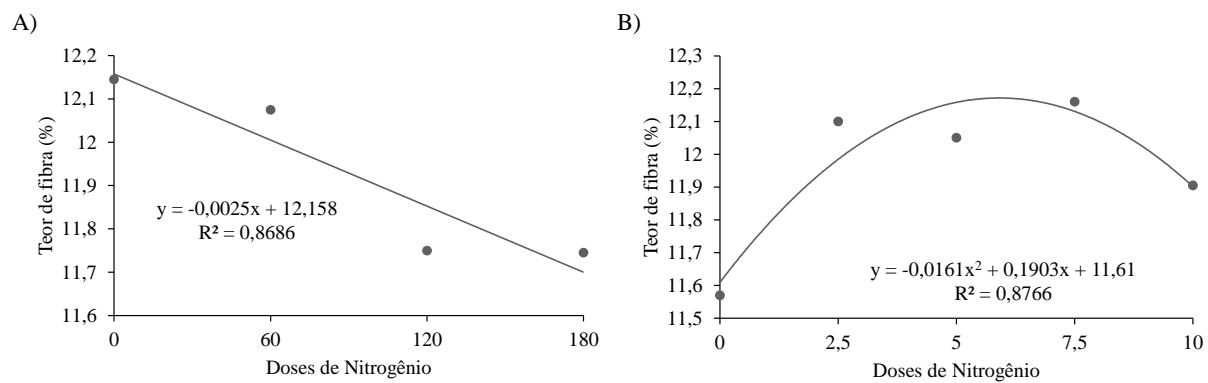 A)
12,2
12,1
12
11,9
11,8
11,7
11,6
Teor de fibra (%)
y = -0,0025x + 12,158
R² = 0,8686
0
60
120
180
Doses de Nitrogênio
B)
12,3
12,2
12,1
12
11,9
11,8
11,7
11,6
11,5
Teor de fibra (%)
y = -0,0161x² + 0,1903x + 11,61
R² = 0,8766
0
2,5
5
7,5
10
Doses de Nitrogênio